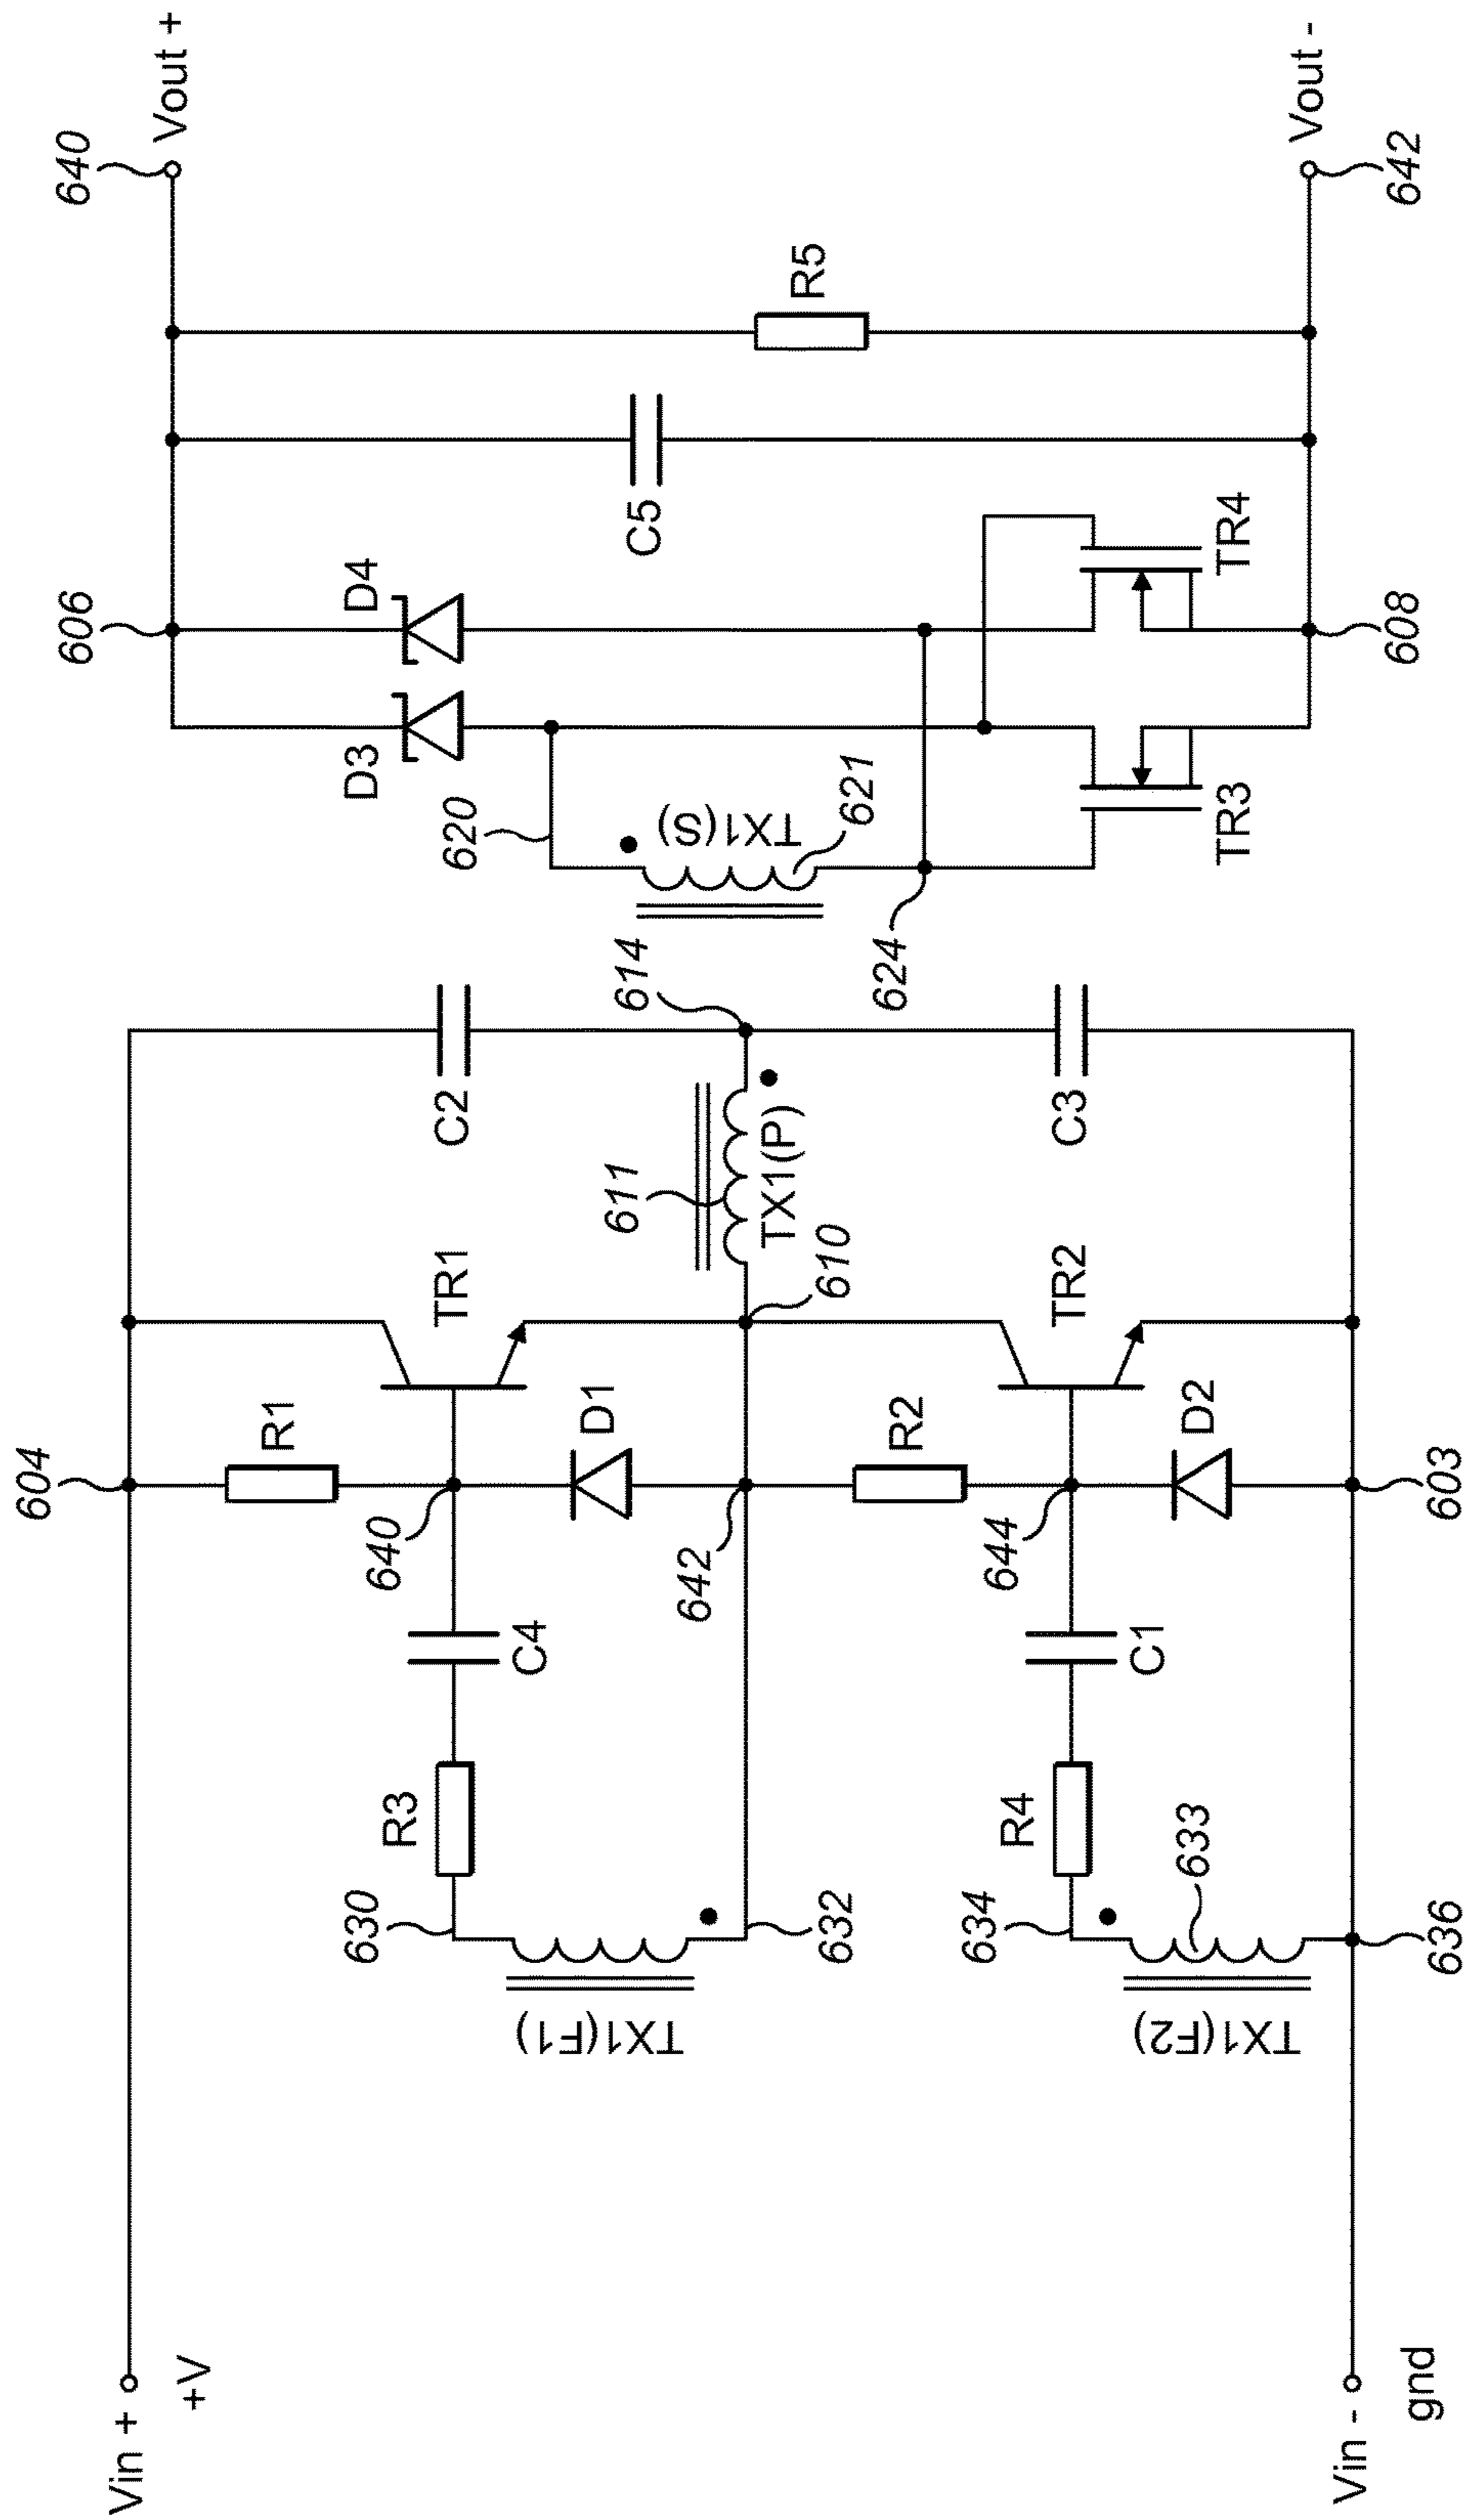 Vin +
+V
604
R1
TR1
C2
606
640
Vout +
D3
D4
630
R3
C4
640
D1
611
TX1(P)
614
620
TX1(S)
621
C5
R5
TX1(F1)
632
642
610
624
634
R4
C1
644
R2
TR2
C3
TR3
TR4
633
D2
TX1(F2)
Vin -
gnd
636
603
608
642
Vout -